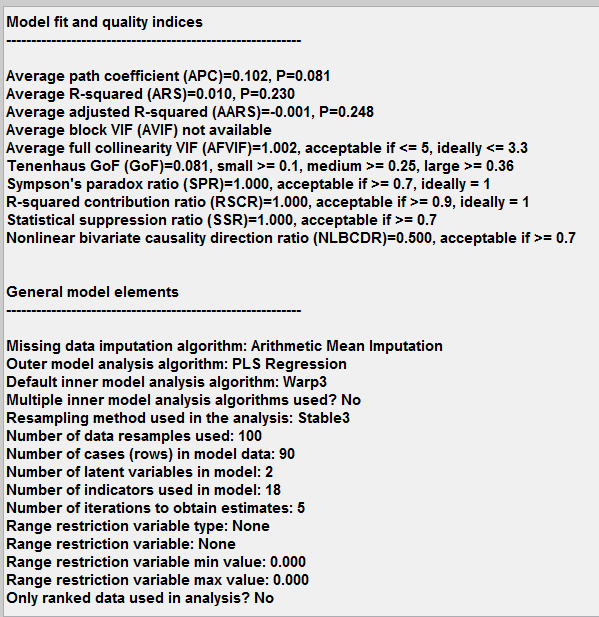 Model fit and quality indices
-----------------------------------------------------------
Average path coefficient (APC)=0.102, P=0.081
Average R-squared (ARS)=0.010, P=0.230
Average adjusted R-squared (AARS)=-0.001, P=0.248
Average block VIF (AVIF) not available
Average full collinearity VIF (AFVIF)=1.002, acceptable if <= 5, ideally <= 3.3
Tenenhaus GoF (GoF)=0.081, small >= 0.1, medium >= 0.25, large >= 0.36
Sympson's paradox ratio (SPR)=1.000, acceptable if >= 0.7, ideally = 1
R-squared contribution ratio (RSCR)=1.000, acceptable if >= 0.9, ideally = 1
Statistical suppression ratio (SSR)=1.000, acceptable if >= 0.7
Nonlinear bivariate causality direction ratio (NLBCDR)=0.500, acceptable if >= 0.7
General model elements
-----------------------------------------------------------
Missing data imputation algorithm: Arithmetic Mean Imputation
Outer model analysis algorithm: PLS Regression
Default inner model analysis algorithm: Warp3
Multiple inner model analysis algorithms used? No
Resampling method used in the analysis: Stable3
Number of data resamples used: 100
Number of cases (rows) in model data: 90
Number of latent variables in model: 2
Number of indicators used in model: 18
Number of iterations to obtain estimates: 5
Range restriction variable type: None
Range restriction variable: None
Range restriction variable min value: 0.000
Range restriction variable max value: 0.000
Only ranked data used in analysis? No